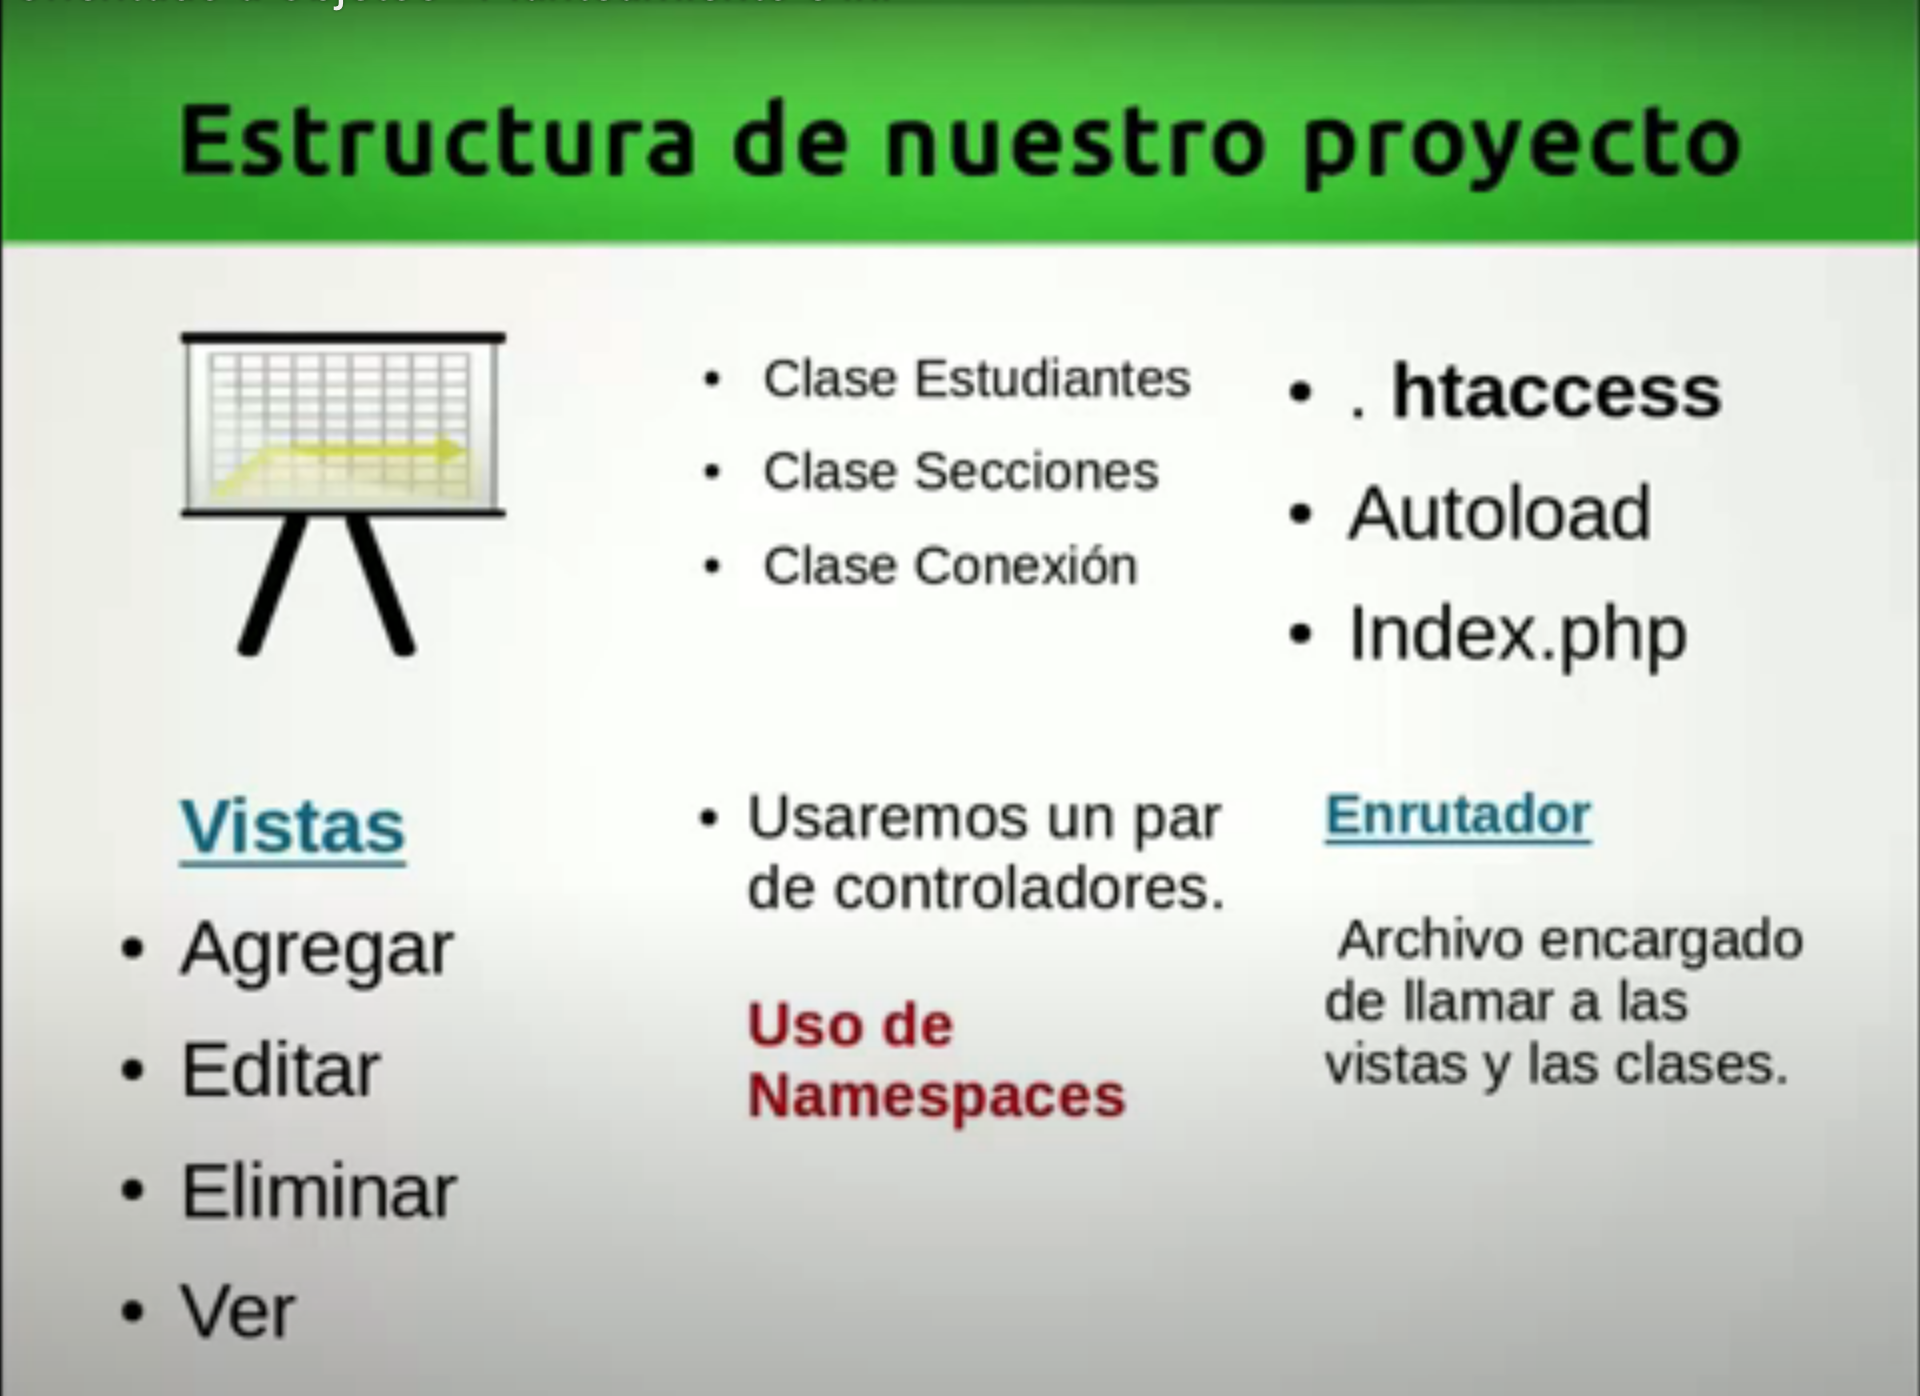 Estructura de nuestro proyecto
• Clase Estudiantes
• Clase Secciones
• Clase Conexión
• . htaccess
• Autoload
• Index.php
Vistas
• Agregar
• Editar
• Eliminar
• Ver
• Usaremos un par
de controladores.
Uso de
Namespaces
Enrutador
Archivo encargado
de llamar a las
vistas y las clases.